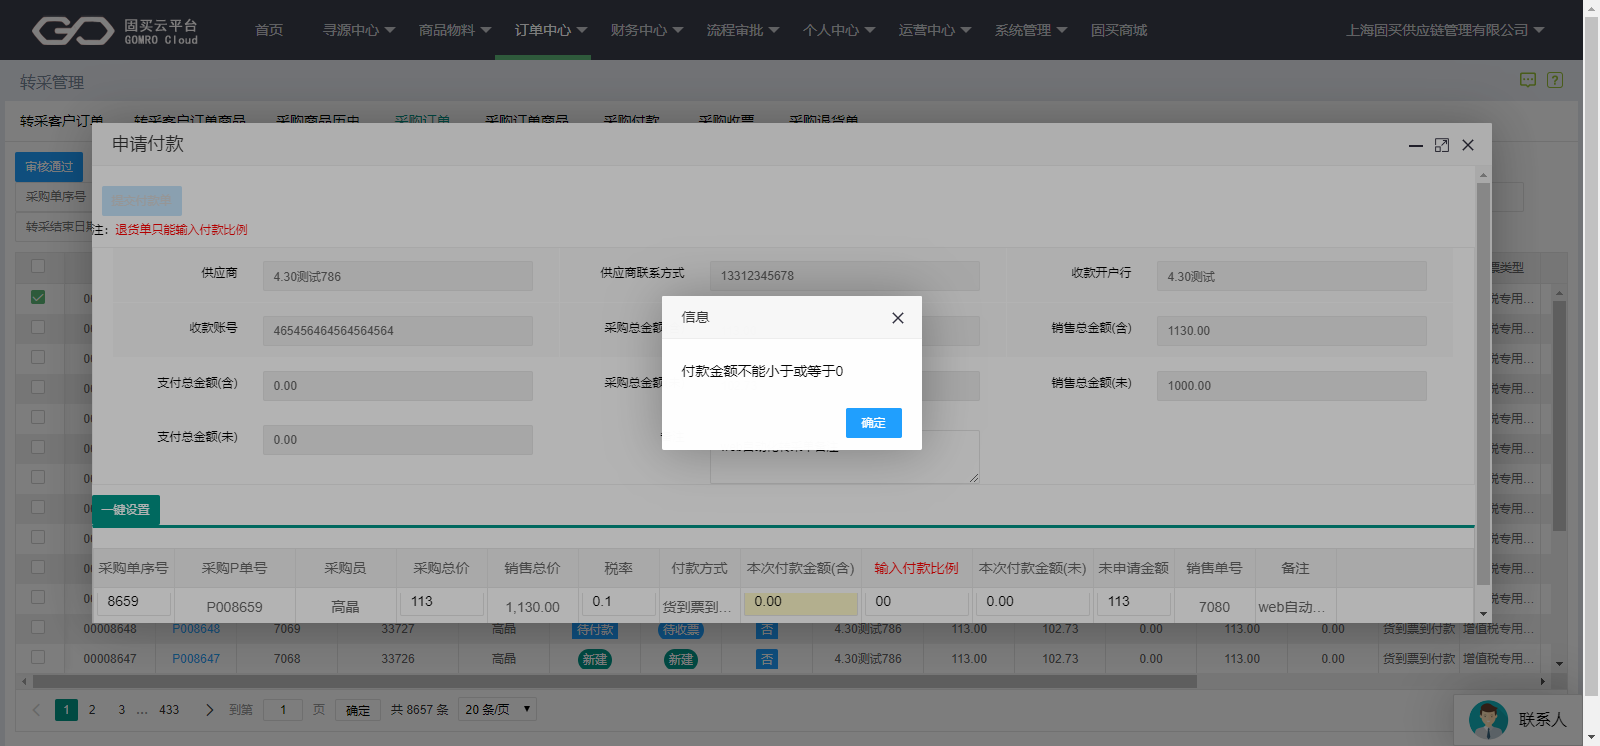 固买云平台
GOMRO Cloud
首页 寻源中心 商品物料 订单中心 财务中心 流程审批 个人中心 运营中心 系统管理 固买商城 上海固买供应链管理有限公司
转采管理
转采客户订单 转采客户订单商品 采购商品历史 采购订单 采购订单商品 采购付款 采购收票 采购退货单
申请付款
审核通过
采购单序号
转采结束日期
注：退货单只能输入付款比例
供应商 4.30测试786 供应商联系方式 13312345678 收款开户行 4.30测试
票类型
收款账号 465456464564564564 采购总金额 销售总金额(含) 1130.00
支付总金额(含) 0.00 采购总金额 销售总金额(未) 1000.00
支付总金额(未) 0.00
信息
付款金额不能小于或等于0
确定
一键设置
采购单序号 采购P单号 采购员 采购总价 销售总价 税率 付款方式 本次付款金额(含) 输入付款比例 本次付款金额(未) 未申请金额 销售单号 备注
8659 P008659 高晶 113 1,130.00 0.1 货到票到... 0.00 00 0.00 113 7080 web自动...
00008648 P008648 7069 33727 高晶 待付款 待收票 否 4.30测试786 113.00 102.73 0.00 113.00 0.00 货到票到付款 增值税专用...
00008647 P008647 7068 33726 高晶 新建 新建 否 4.30测试786 113.00 102.73 0.00 113.00 0.00 货到票到付款 增值税专用...
1 2 3 ... 433 到第 1 页 确定 共 8657 条 20 条/页
联系人